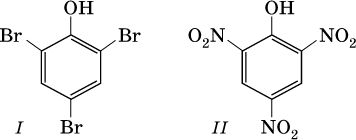 OH OH
Br Br O₂N NO₂
I Br II NO₂